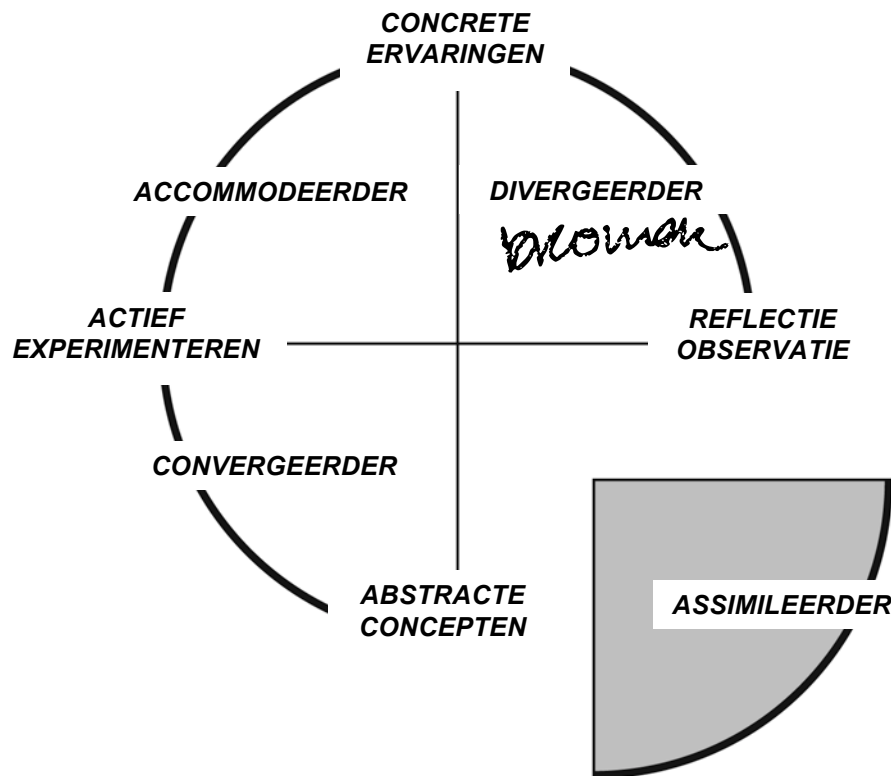 CONCRETE
ERVARINGEN
ACCOMMODEERDER
DIVERGEERDER
ACTIEF
EXPERIMENTEREN
REFLECTIE
OBSERVATIE
CONVERGEERDER
ABSTRACTE
CONCEPTEN
ASSIMILEERDER